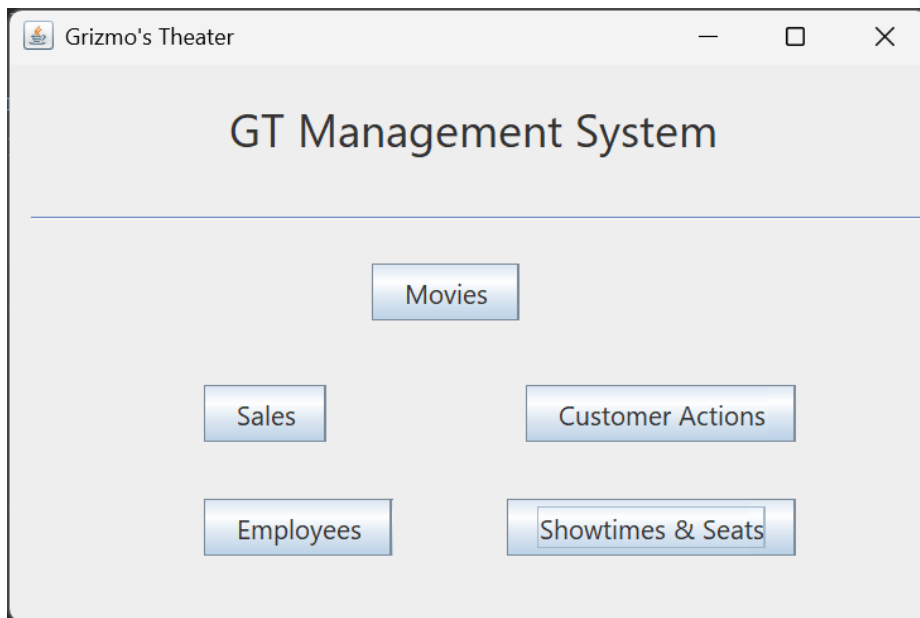 Grizmo's Theater
GT Management System
Movies
Sales
Customer Actions
Employees
Showtimes & Seats